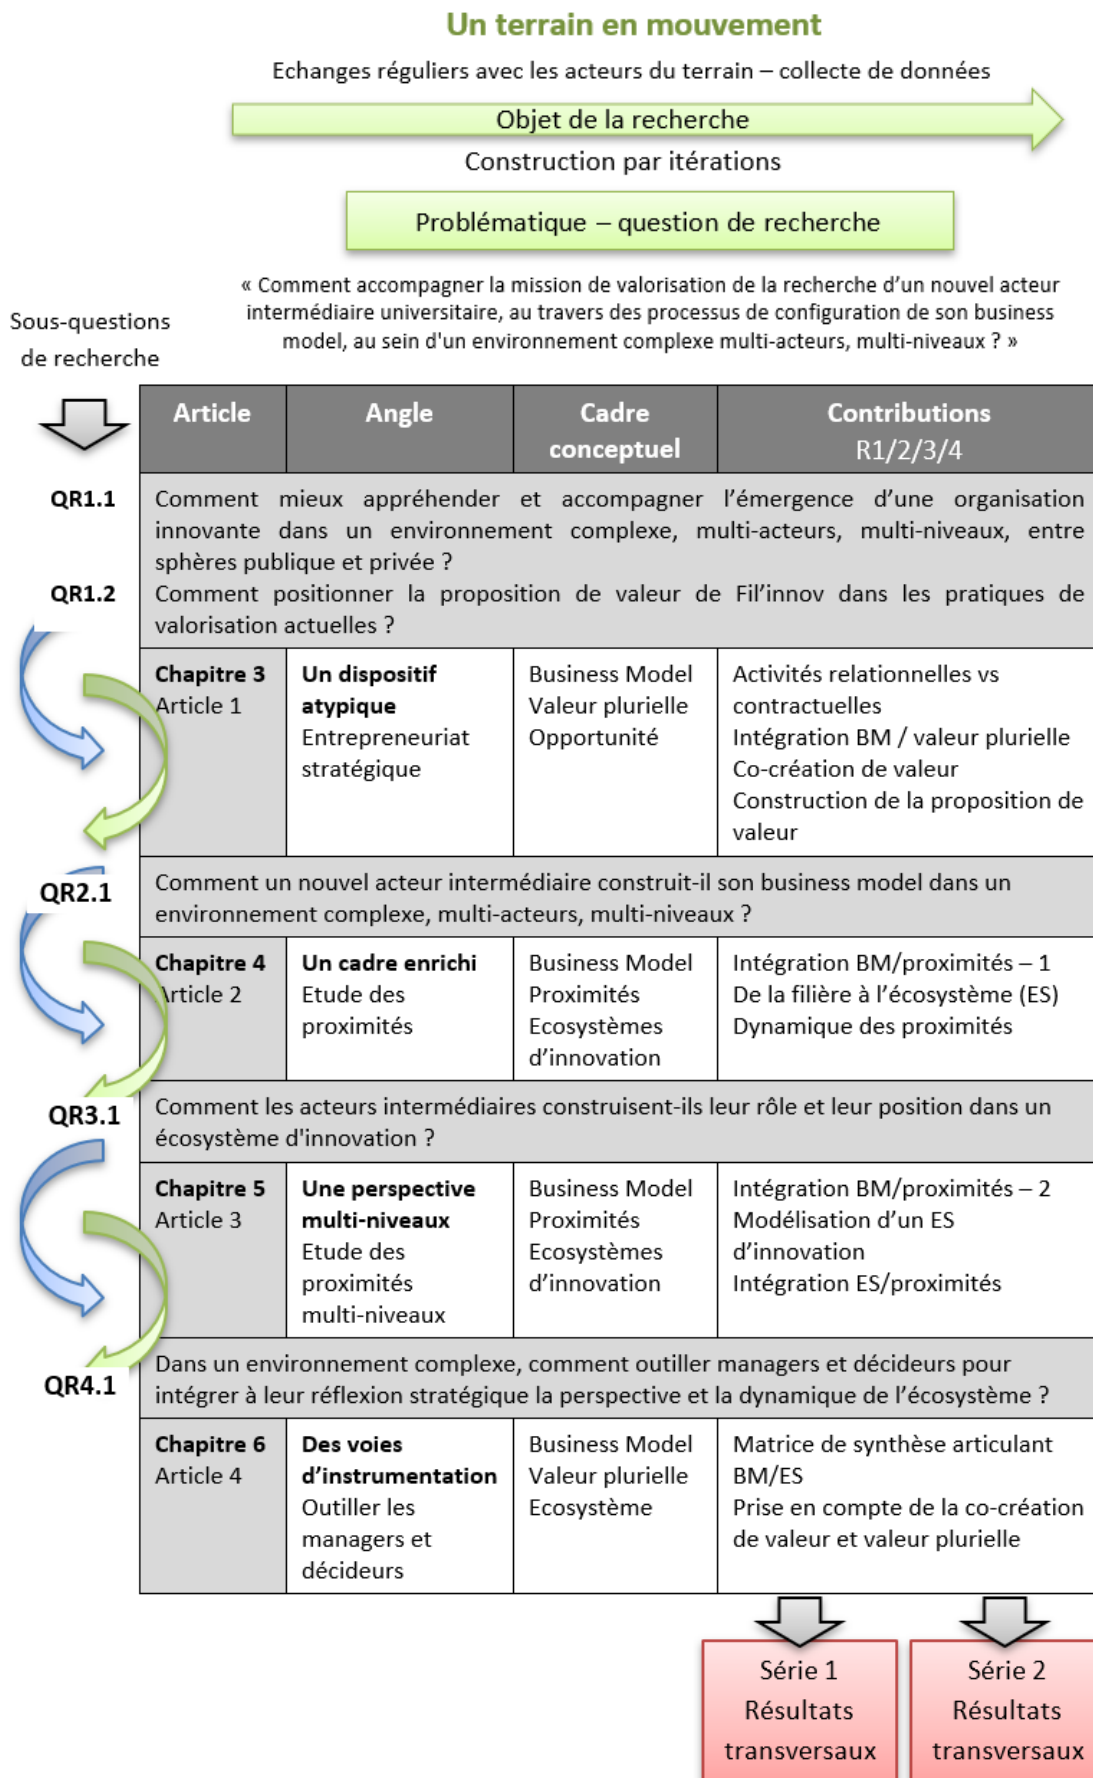 Un terrain en mouvement
Echanges réguliers avec les acteurs du terrain – collecte de données
Objet de la recherche
Construction par itérations
Problématique – question de recherche
« Comment accompagner la mission de valorisation de la recherche d'un nouvel acteur
intermédiaire universitaire, au travers des processus de configuration de son business
model, au sein d'un environnement complexe multi-acteurs, multi-niveaux ? »
Sous-questions
de recherche
Article
Angle
Cadre
conceptuel
Contributions
R1/2/3/4
QR1.1
Comment mieux appréhender et accompagner l'émergence d'une organisation
innovante dans un environnement complexe, multi-acteurs, multi-niveaux, entre
sphères publique et privée ?
QR1.2
Comment positionner la proposition de valeur de Fil'innov dans les pratiques de
valorisation actuelles ?
Chapitre 3
Article 1
Un dispositif
atypique
Entrepreneuriat
stratégique
Business Model
Valeur plurielle
Opportunité
Activités relationnelles vs
contractuelles
Intégration BM / valeur plurielle
Co-création de valeur
Construction de la proposition de
valeur
QR2.1
Comment un nouvel acteur intermédiaire construit-il son business model dans un
environnement complexe, multi-acteurs, multi-niveaux ?
Chapitre 4
Article 2
Un cadre enrichi
Etude des
proximités
Business Model
Proximités
Ecosystèmes
d'innovation
Intégration BM/proximités – 1
De la filière à l'écosystème (ES)
Dynamique des proximités
QR3.1
Comment les acteurs intermédiaires construisent-ils leur rôle et leur position dans un
écosystème d'innovation ?
Chapitre 5
Article 3
Une perspective
multi-niveaux
Etude des
proximités
multi-niveaux
Business Model
Proximités
Ecosystèmes
d'innovation
Intégration BM/proximités – 2
Modélisation d'un ES
d'innovation
Intégration ES/proximités
QR4.1
Dans un environnement complexe, comment outiller managers et décideurs pour
intégrer à leur réflexion stratégique la perspective et la dynamique de l'écosystème ?
Chapitre 6
Article 4
Des voies
d'instrumentation
Outiller les
managers et
décideurs
Business Model
Valeur plurielle
Ecosystème
Matrice de synthèse articulant
BM/ES
Prise en compte de la co-création
de valeur et valeur plurielle
Série 1
Résultats
transversaux
Série 2
Résultats
transversaux